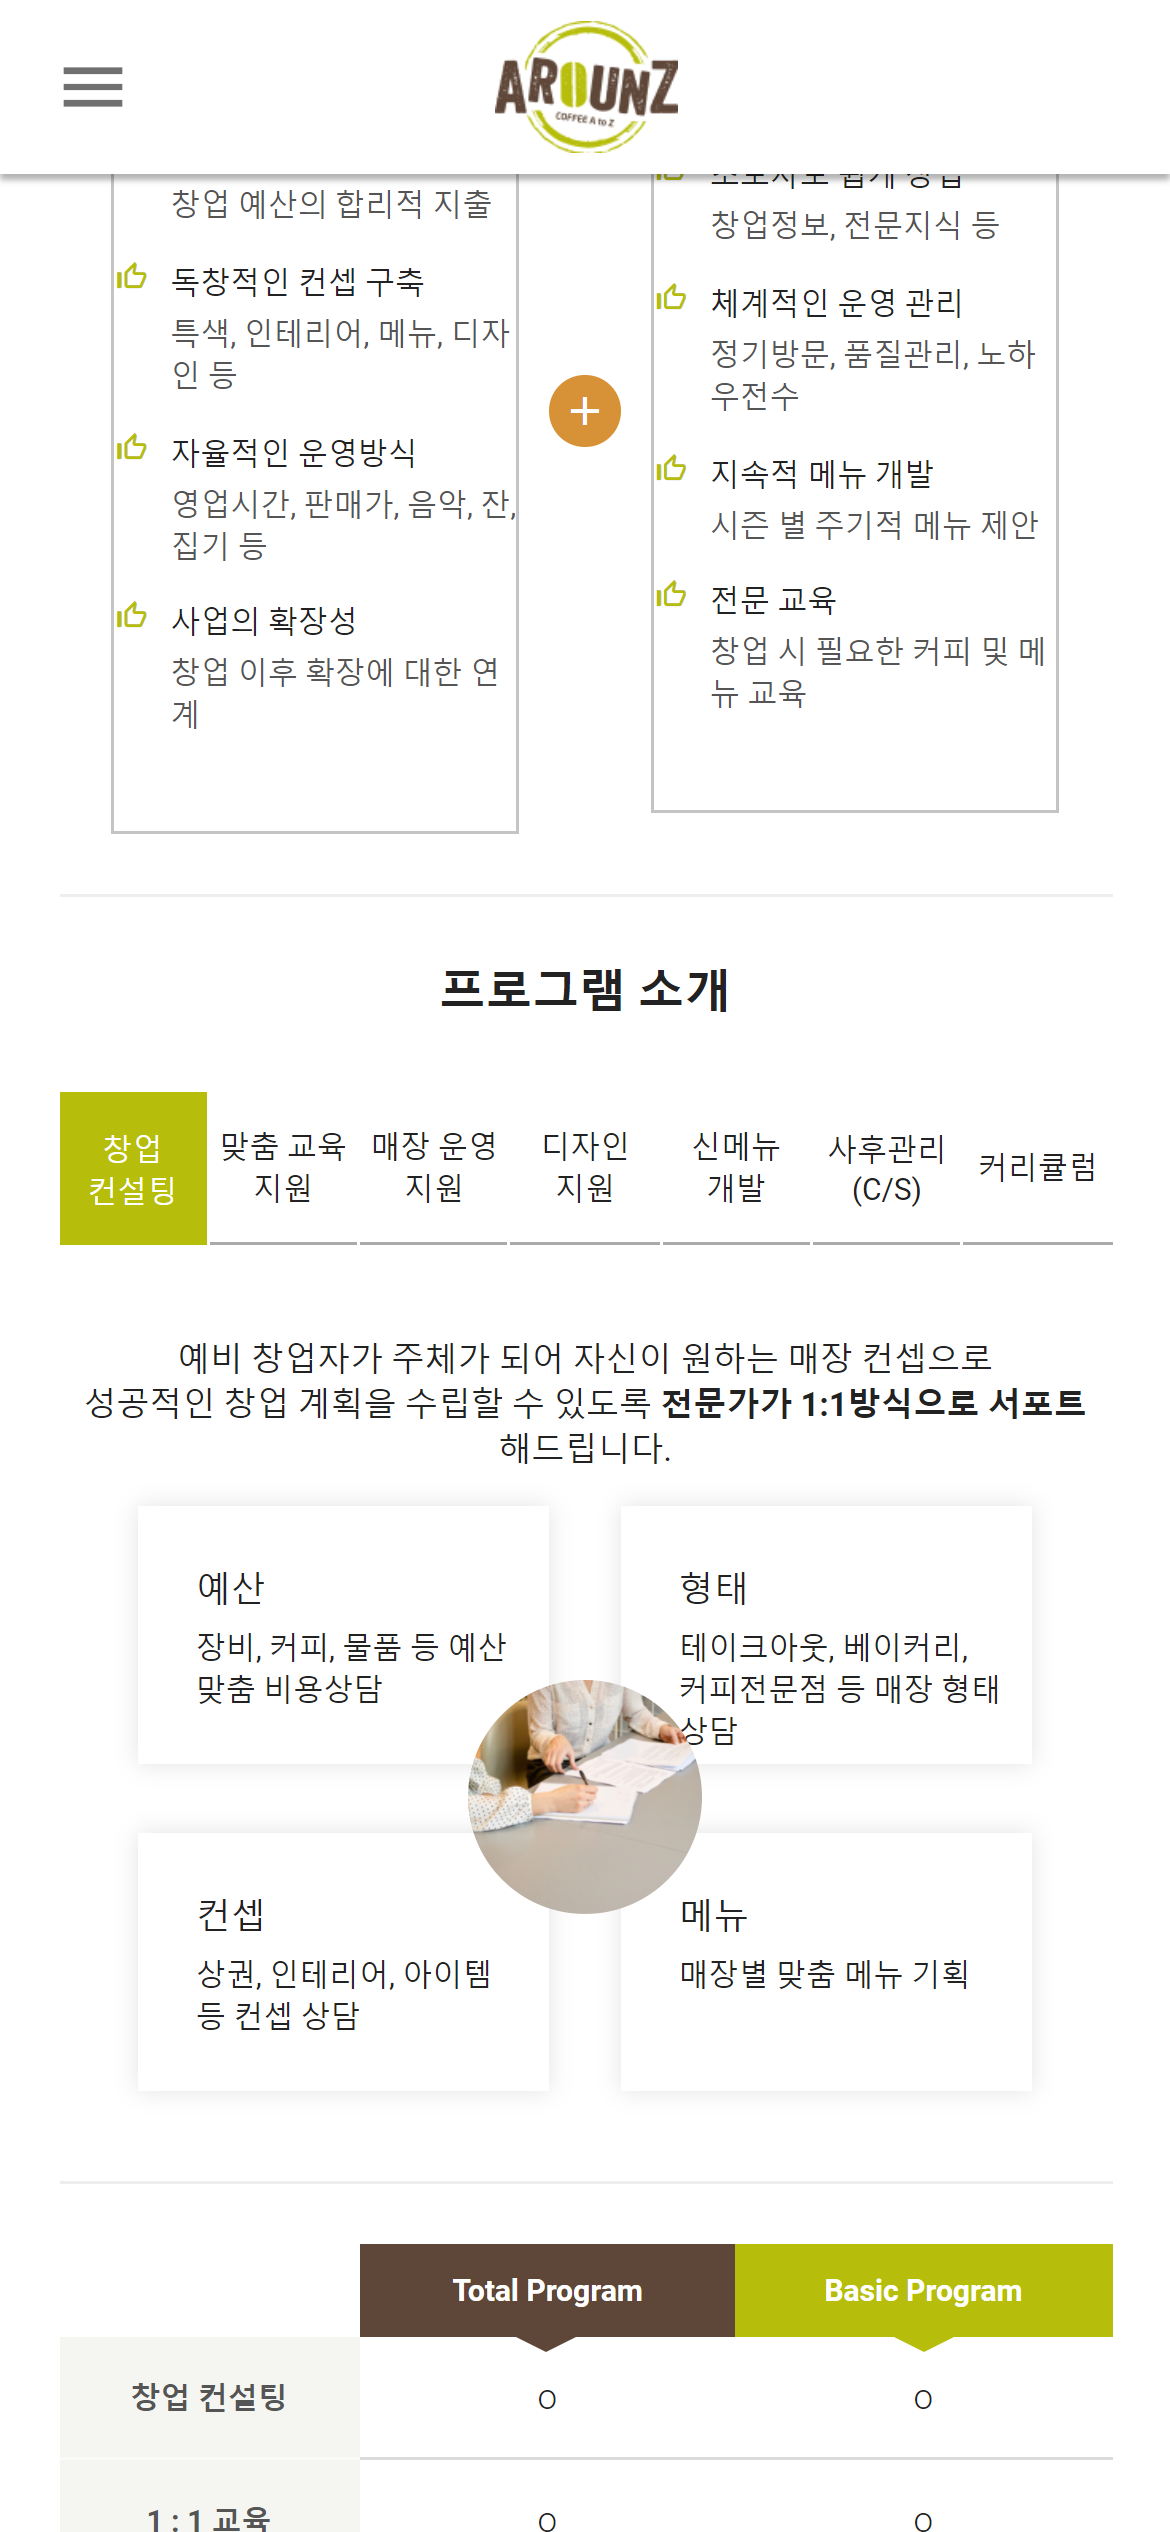 AROUNZ
COFFEE A to Z
창업 예산의 합리적 지출
독창적인 컨셉 구축
특색, 인테리어, 메뉴, 디자
인 등
자율적인 운영방식
영업시간, 판매가, 음악, 잔,
집기 등
사업의 확장성
창업 이후 확장에 대한 연
계
창업정보, 전문지식 등
체계적인 운영 관리
정기방문, 품질관리, 노하
우전수
지속적 메뉴 개발
시즌 별 주기적 메뉴 제안
전문 교육
창업 시 필요한 커피 및 메
뉴 교육
프로그램 소개
창업
컨설팅
맞춤 교육
지원
매장 운영
지원
디자인
지원
신메뉴
개발
사후관리
(C/S)
커리큘럼
예비 창업자가 주체가 되어 자신이 원하는 매장 컨셉으로
성공적인 창업 계획을 수립할 수 있도록 전문가가 1:1방식으로 서포트
해드립니다.
예산
장비, 커피, 물품 등 예산
맞춤 비용상담
형태
테이크아웃, 베이커리,
커피전문점 등 매장 형태
상담
컨셉
상권, 인테리어, 아이템
등 컨셉 상담
메뉴
매장별 맞춤 메뉴 기획
Total Program Basic Program
창업 컨설팅 O O
1 : 1 교육 O O